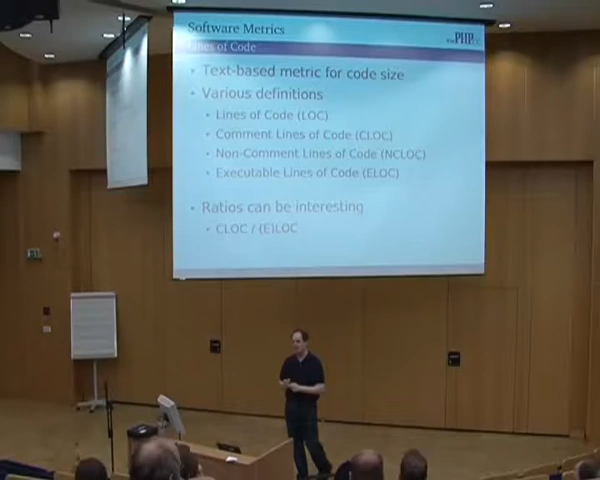 Software Metrics
Lines of Code
PHP
Text-based metric for code size
Various definitions
Lines of Code (LOC)
Comment Lines of Code (CLOC)
Non-Comment Lines of Code (NCLOC)
Executable Lines of Code (ELOC)
Ratios can be interesting
CLOC / (E)LOC